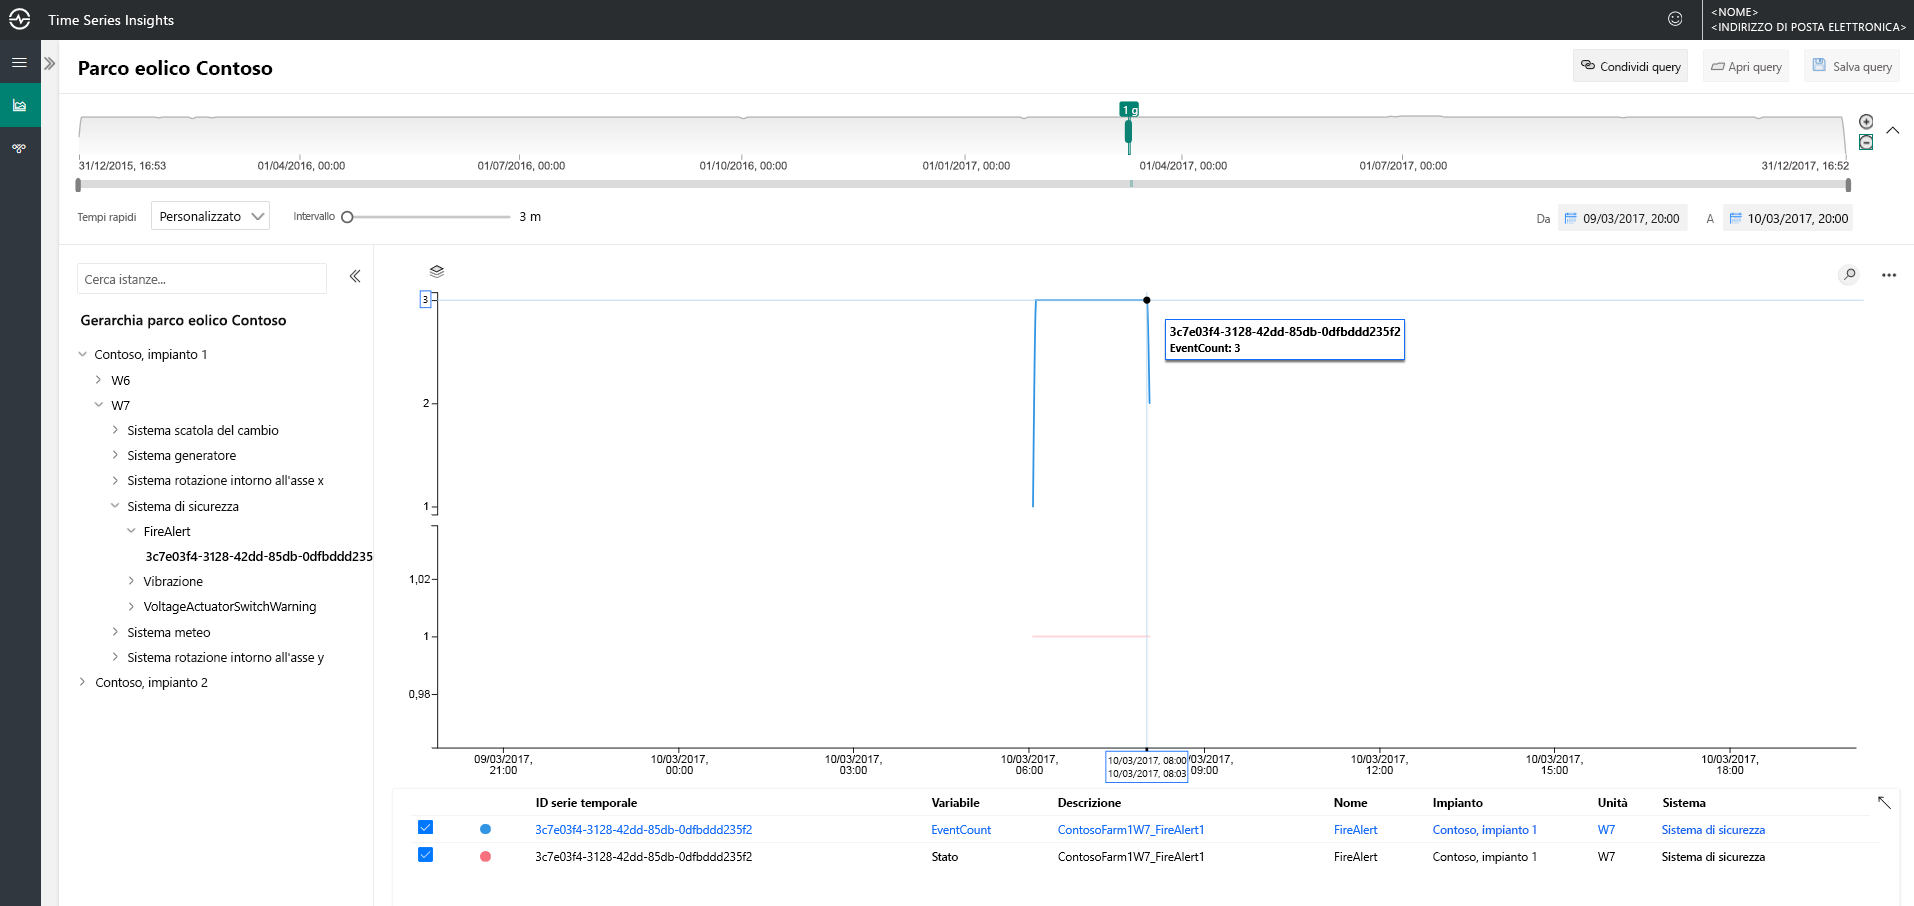 Time Series Insights
<NOME>
<INDIRIZZO DI POSTA ELETTRONICA>
Parco eolico Contoso
Condividi query
Apri query
Salva query
1 g
31/12/2015, 16:53
01/04/2016, 00:00
01/07/2016, 00:00
01/10/2016, 00:00
01/01/2017, 00:00
01/04/2017, 00:00
01/07/2017, 00:00
31/12/2017, 16:52
Tempi rapidi
Personalizzato
Intervallo
3 m
Da
09/03/2017, 20:00
A
10/03/2017, 20:00
Cerca istanze...
Gerarchia parco eolico Contoso
Contoso, impianto 1
W6
W7
Sistema scatola del cambio
Sistema generatore
Sistema rotazione intorno all'asse x
Sistema di sicurezza
FireAlert
3c7e03f4-3128-42dd-85db-0dfbddd235
Vibrazione
VoltageActuatorSwitchWarning
Sistema meteo
Sistema rotazione intorno all'asse y
Contoso, impianto 2
3
2
1
1,02
1
0,98
3c7e03f4-3128-42dd-85db-0dfbddd235f2
EventCount: 3
09/03/2017,
21:00
10/03/2017,
00:00
10/03/2017,
03:00
10/03/2017,
06:00
10/03/2017, 08:00
10/03/2017, 08:03
/03/2017,
09:00
10/03/2017,
12:00
10/03/2017,
15:00
10/03/2017,
18:00
ID serie temporale Variabile Descrizione Nome Impianto Unità Sistema
3c7e03f4-3128-42dd-85db-0dfbddd235f2 EventCount ContosoFarm1W7_FireAlert1 FireAlert Contoso, impianto 1 W7 Sistema di sicurezza
3c7e03f4-3128-42dd-85db-0dfbddd235f2 Stato ContosoFarm1W7_FireAlert1 FireAlert Contoso, impianto 1 W7 Sistema di sicurezza